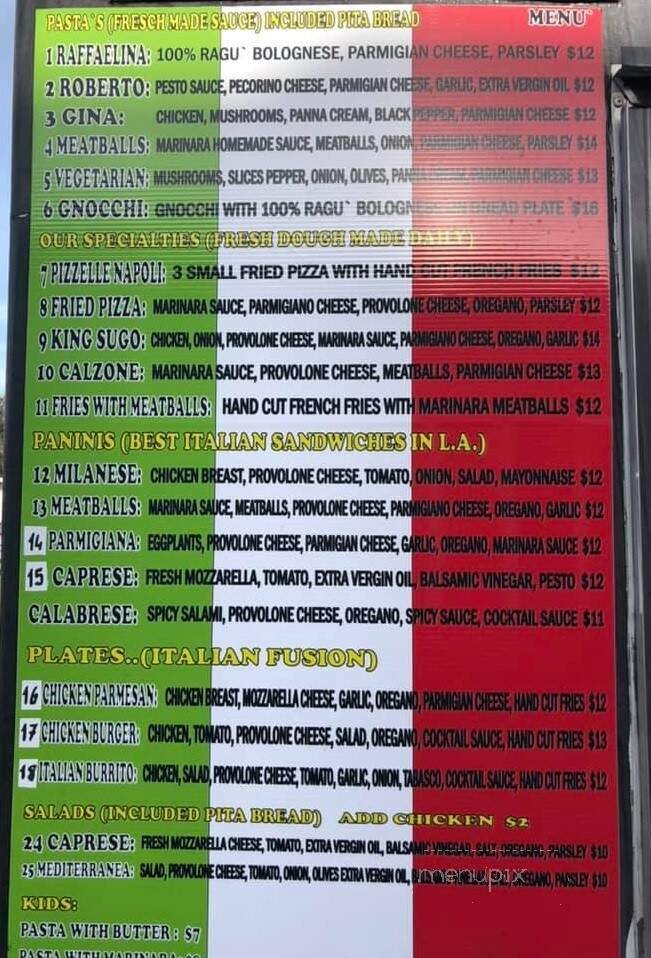 PASTA`S (FRESCH MADE SAUCE) INCLUDED PITA BREAD MENU`
1 RAFFAELINA: 100% RAGU` BOLOGNESE, PARMIGIAN CHEESE, PARSLEY $12
2 ROBERTO: PESTO SAUCE, PECORINO CHEESE, PARMIGIAN CHEESE, GARLIC, EXTRA VERGIN OIL $12
3 GINA: CHICKEN, MUSHROOMS, PANNA CREAM, BLACK PEPPER, PARMIGIAN CHEESE $12
4 MEATBALLS: MARINARA HOMEMADE SAUCE, MEATBALLS, ONION, PARMIGIAN CHEESE, PARSLEY $14
5 VEGETARIAN: MUSHROOMS, SLICES PEPPER, ONION, OLIVES, PANNA CREAM, PARMIGIAN CHEESE $13
6 GNOCCHI: GNOCCHI WITH 100% RAGU` BOLOGNESE ON BREAD PLATE $16
OUR SPECIALTIES (FRESH DOUGH MADE DAILY)
7 PIZZELLE NAPOLI: 3 SMALL FRIED PIZZA WITH HAND CUT FRENCH FRIES $12
8 FRIED PIZZA: MARINARA SAUCE, PARMIGIANO CHEESE, PROVOLONE CHEESE, OREGANO, PARSLEY $12
9 KING SUGO: CHICKEN, ONION, PROVOLONE CHEESE, MARINARA SAUCE, PARMIGIANO CHEESE, OREGANO, GARLIC $14
10 CALZONE: MARINARA SAUCE, PROVOLONE CHEESE, MEATBALLS, PARMIGIAN CHEESE $13
11 FRIES WITH MEATBALLS: HAND CUT FRENCH FRIES WITH MARINARA MEATBALLS $12
PANINIS (BEST ITALIAN SANDWICHES IN L.A.)
12 MILANESE: CHICKEN BREAST, PROVOLONE CHEESE, TOMATO, ONION, SALAD, MAYONNAISE $12
13 MEATBALLS: MARINARA SAUCE, MEATBALLS, PROVOLONE CHEESE, PARMIGIANO CHEESE, OREGANO, GARLIC $12
14 PARMIGIANA: EGGPLANTS, PROVOLONE CHEESE, PARMIGIAN CHEESE, GARLIC, OREGANO, MARINARA SAUCE $12
15 CAPRESE: FRESH MOZZARELLA, TOMATO, EXTRA VERGIN OIL, BALSAMIC VINEGAR, PESTO $12
CALABRESE: SPICY SALAMI, PROVOLONE CHEESE, OREGANO, SPICY SAUCE, COCKTAIL SAUCE $11
PLATES..(ITALIAN FUSION)
16 CHICKEN PARMESAN: CHICKEN BREAST, MOZZARELLA CHEESE, GARLIC, OREGANO, PARMIGIAN CHEESE, HAND CUT FRIES $12
17 CHICKEN BURGER: CHICKEN, TOMATO, PROVOLONE CHEESE, SALAD, OREGANO, COCKTAIL SAUCE, HAND CUT FRIES $13
18 ITALIAN BURRITO: CHICKEN, SALAD, PROVOLONE CHEESE, TOMATO, GARLIC, ONION, TABASCO, COCKTAIL SAUCE, HAND CUT FRIES $12
SALADS (INCLUDED PITA BREAD) ADD CHICKEN $2
24 CAPRESE: FRESH MOZZARELLA CHEESE, TOMATO, EXTRA VERGIN OIL, BALSAMIC VINEGAR, SALT, OREGANO, PARSLEY $10
25 MEDITERRANEA: SALAD, PROVOLONE CHEESE, TOMATO, ONION, OLIVES EXTRA VERGIN OIL, OREGANO, PARSLEY $10
menupix
KIDS:
PASTA WITH BUTTER : $7
PASTA WITH MARINARA: